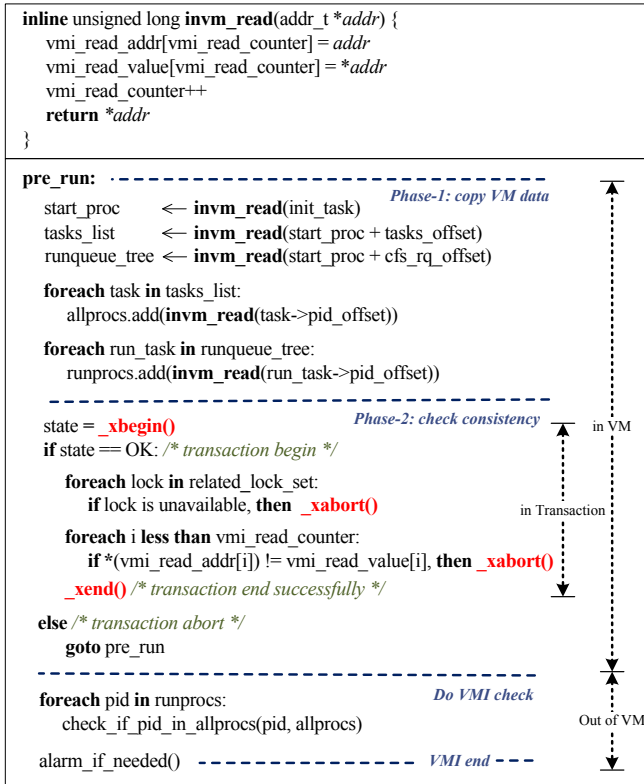 inline unsigned long invm_read(addr_t *addr) {
vmi_read_addr[vmi_read_counter] = addr
vmi_read_value[vmi_read_counter] = *addr
vmi_read_counter++
return *addr
}
pre_run:
Phase-1: copy VM data
start_proc ← invm_read(init_task)
tasks_list ← invm_read(start_proc + tasks_offset)
runqueue_tree ← invm_read(start_proc + cfs_rq_offset)
foreach task in tasks_list:
allprocs.add(invm_read(task->pid_offset))
foreach run_task in runqueue_tree:
runprocs.add(invm_read(run_task->pid_offset))
Phase-2: check consistency
state = _xbegin()
if state == OK: /* transaction begin */
foreach lock in related_lock_set:
if lock is unavailable, then _xabort()
foreach i less than vmi_read_counter:
if *(vmi_read_addr[i]) != vmi_read_value[i], then _xabort()
_xend() /* transaction end successfully */
else /* transaction abort */
goto pre_run
in Transaction
in VM
Do VMI check
foreach pid in runprocs:
check_if_pid_in_allprocs(pid, allprocs)
alarm_if_needed()
VMI end
Out of VM